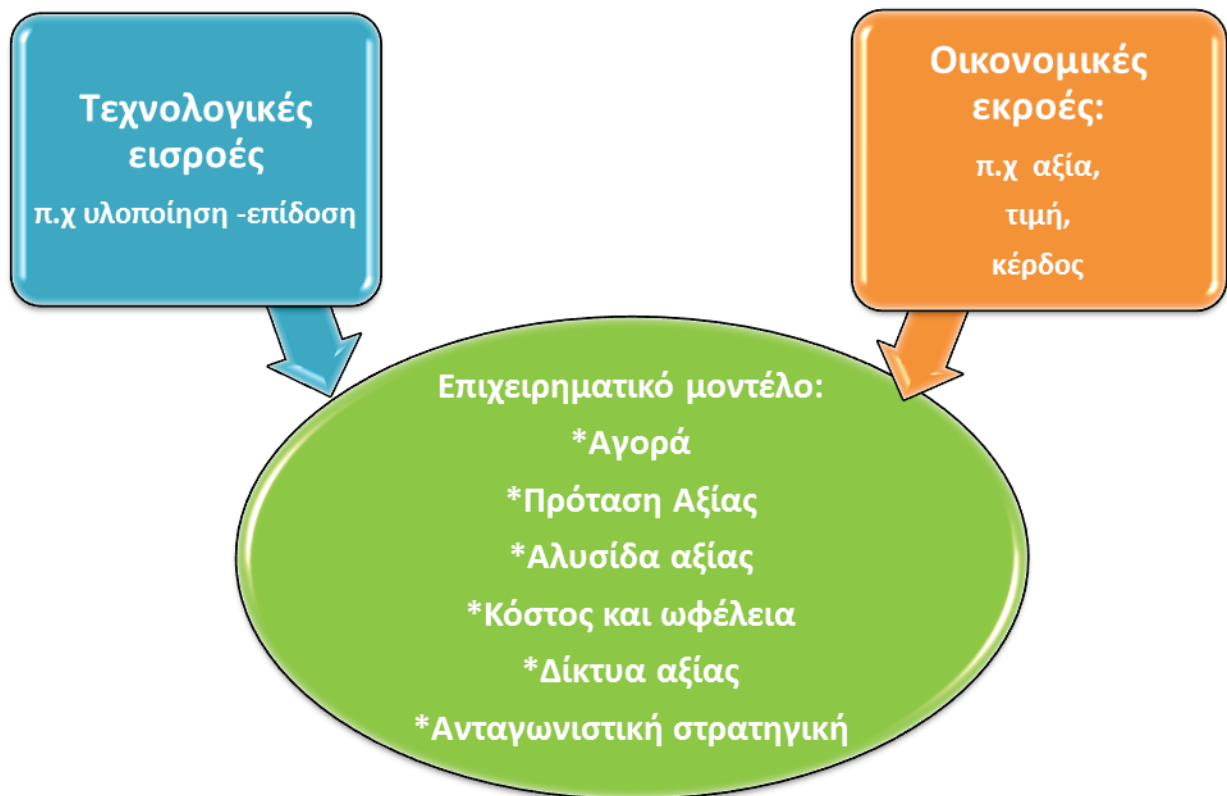 Τεχνολογικές
εισροές
π.χ υλοποίηση -επίδοση
Οικονομικές
εκροές:
π.χ αξία,
τιμή,
κέρδος
Επιχειρηματικό μοντέλο:
*Αγορά
*Πρόταση Αξίας
*Αλυσίδα αξίας
*Κόστος και ωφέλεια
*Δίκτυα αξίας
*Ανταγωνιστική στρατηγική